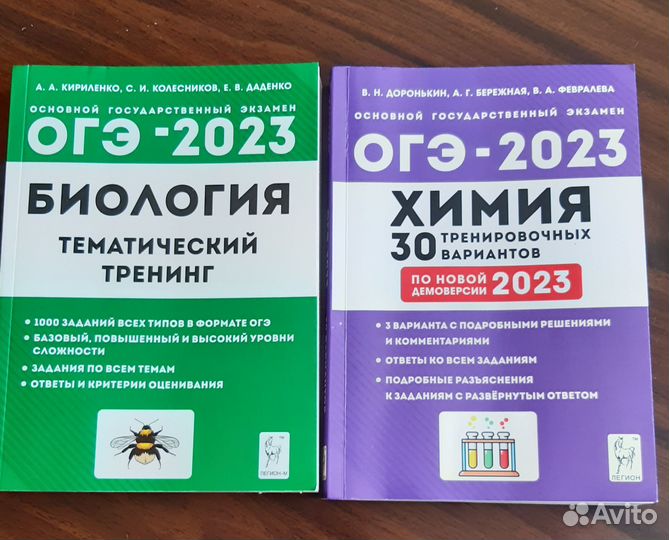 А. А. КИРИЛЕНКО, С. И. КОЛЕСНИКОВ, Е. В. ДАДЕНКО
ОСНОВНОЙ ГОСУДАРСТВЕННЫЙ ЭКЗАМЕН
ОГЭ-2023
БИОЛОГИЯ
ТЕМАТИЧЕСКИЙ
ТРЕНИНГ
• 1000 ЗАДАНИЙ ВСЕХ ТИПОВ В ФОРМАТЕ ОГЭ
• БАЗОВЫЙ, ПОВЫШЕННЫЙ И ВЫСОКИЙ УРОВНИ
СЛОЖНОСТИ
• ЗАДАНИЯ ПО ВСЕМ ТЕМАМ
• ОТВЕТЫ И КРИТЕРИИ ОЦЕНИВАНИЯ
ЛЕГИОН-М
TM
В. Н. ДОРОНЬКИН, А. Г. БЕРЕЖНАЯ, В. А. ФЕВРАЛЕВА
ОСНОВНОЙ ГОСУДАРСТВЕННЫЙ ЭКЗАМЕН
ОГЭ-2023
ХИМИЯ
30 ТРЕНИРОВОЧНЫХ
ВАРИАНТОВ
ПО НОВОЙ
ДЕМОВЕРСИИ 2023
• 3 ВАРИАНТА С ПОДРОБНЫМИ РЕШЕНИЯМИ
И КОММЕНТАРИЯМИ
• ОТВЕТЫ КО ВСЕМ ЗАДАНИЯМ
• ПОДРОБНЫЕ РАЗЪЯСНЕНИЯ
К ЗАДАНИЯМ С РАЗВЁРНУТЫМ ОТВЕТОМ
ЛЕГИОН
TM
Avito